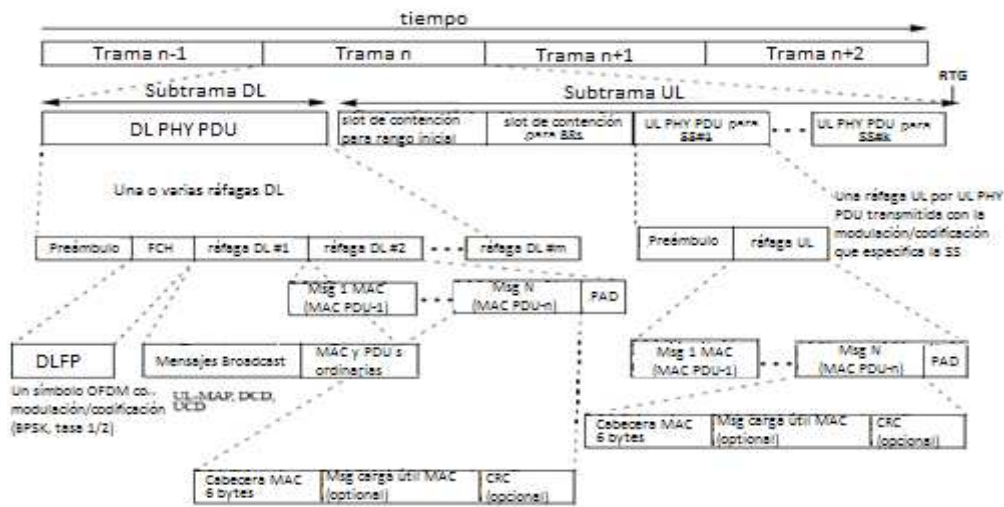 tiempo
Trama n-1
Trama n
Trama n+1
Trama n+2
RTG
Subtrama DL
Subtrama UL
DL PHY PDU
slot de contención
para rango inicial
slot de contención
para BSs
UL PHY PDU para
SS#1
UL PHY PDU para
SS#k
Una o varias ráfagas DL
Una ráfaga UL por UL PHY
PDU transmitida con la
modulación/codificación
que especifica la SS
Preámbulo
FCH
ráfaga DL #1
ráfaga DL #2
ráfaga DL #m
Preámbulo
ráfaga UL
Msg 1 MAC
(MAC PDU-1)
Msg N
(MAC PDU-n)
PAD
DLFP
Mensajes Broadcast
MAC y PDU's
ordinarias
Msg 1 MAC
(MAC PDU-1)
Msg N
(MAC PDU-n)
PAD
Un símbolo OFDM co..
modulación/codificación
(BPSK, tasa 1/2)
UL-MAP, DCD,
UCD
Cabecera MAC
6 bytes
Msg carga útil MAC
(optional)
CRC
(opcional)
Cabecera MAC
6 bytes
Msg carga útil MAC
(optional)
CRC
(opcional)